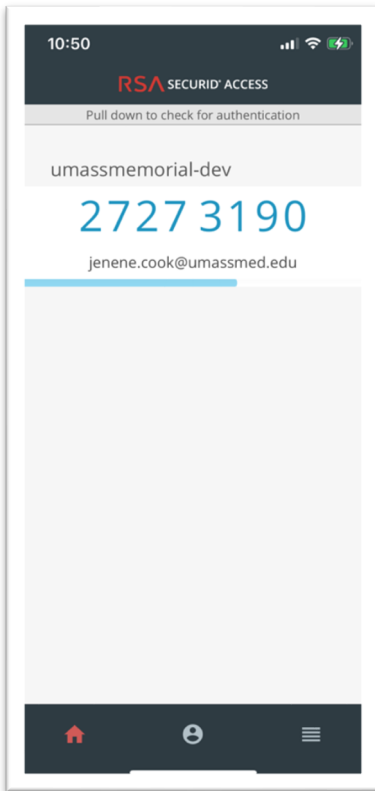 10:50
RSA SECURID® ACCESS
Pull down to check for authentication
umassmemorial-dev
2727 3190
jenene.cook@umassmed.edu